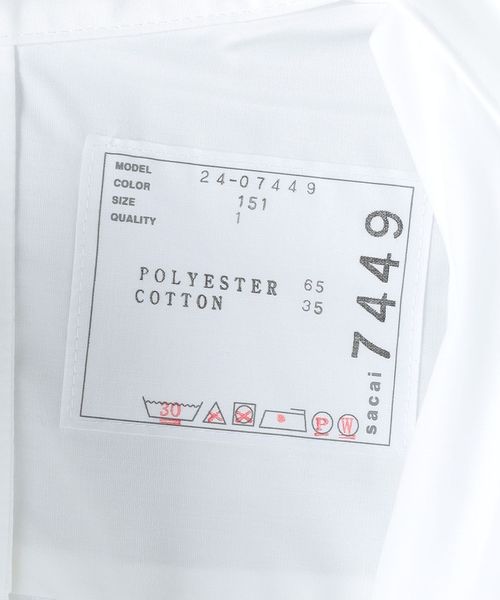 MODEL 24-07449
COLOR 151
SIZE 1
QUALITY
POLYESTER 65
COTTON 35
30 P W
sacai 7449